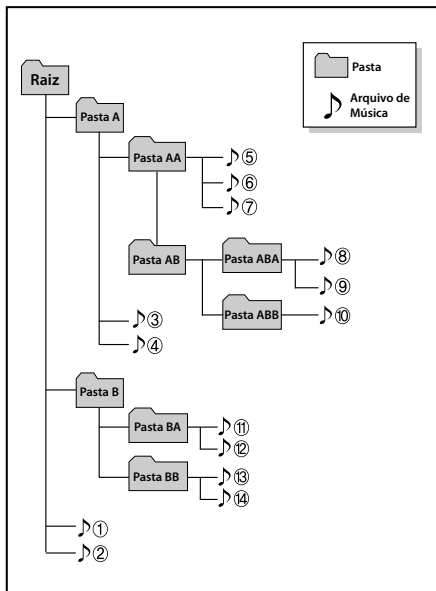 Raiz
Pasta
Arquivo de
Música
Pasta A
Pasta AA
♪⑤
♪⑥
♪⑦
Pasta AB
Pasta ABA
♪⑧
♪⑨
Pasta ABB
♪⑩
♪③
♪④
Pasta B
Pasta BA
♪⑪
♪⑫
Pasta BB
♪⑬
♪⑭
♪①
♪②